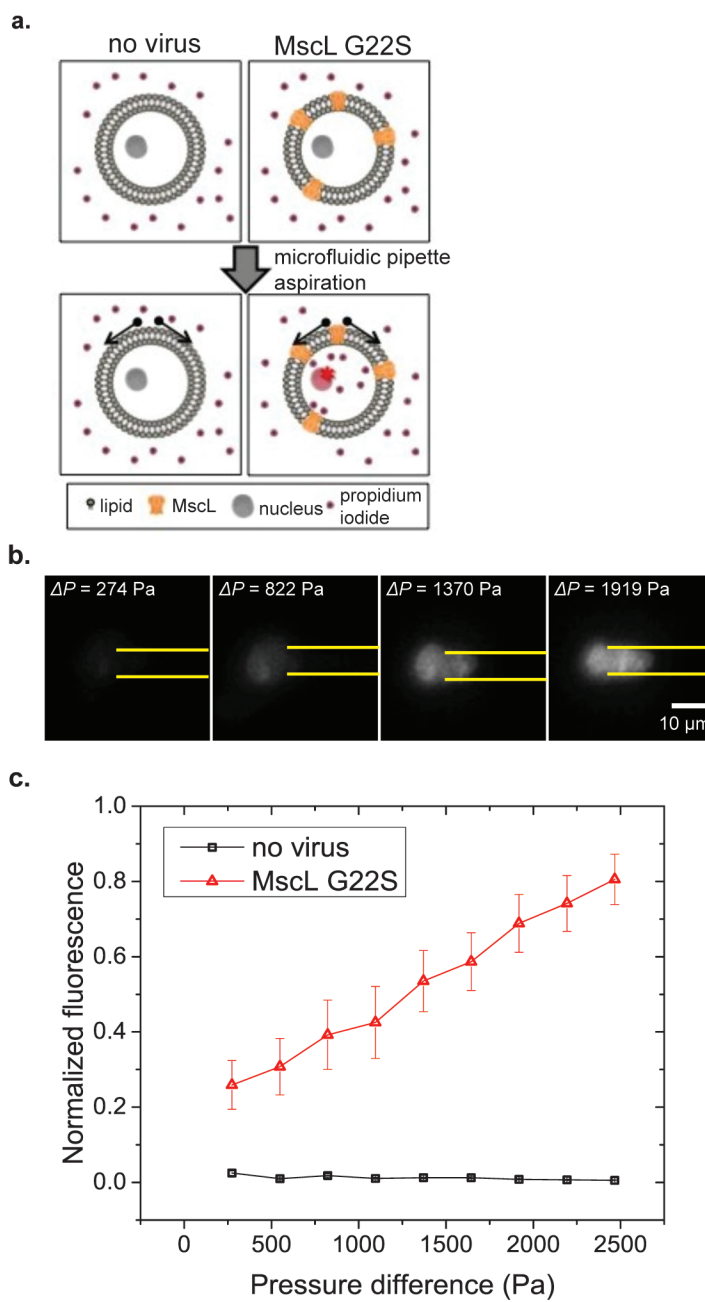 a.
no virus
MscL G22S
microfluidic pipette
aspiration
lipid
MscL
nucleus
propidium
iodide
b.
ΔP = 274 Pa
ΔP = 822 Pa
ΔP = 1370 Pa
ΔP = 1919 Pa
10 μm
c.
1.0
0.8
0.6
0.4
0.2
0.0
no virus
MscL G22S
Normalized fluorescence
0
500
1000
1500
2000
2500
Pressure difference (Pa)